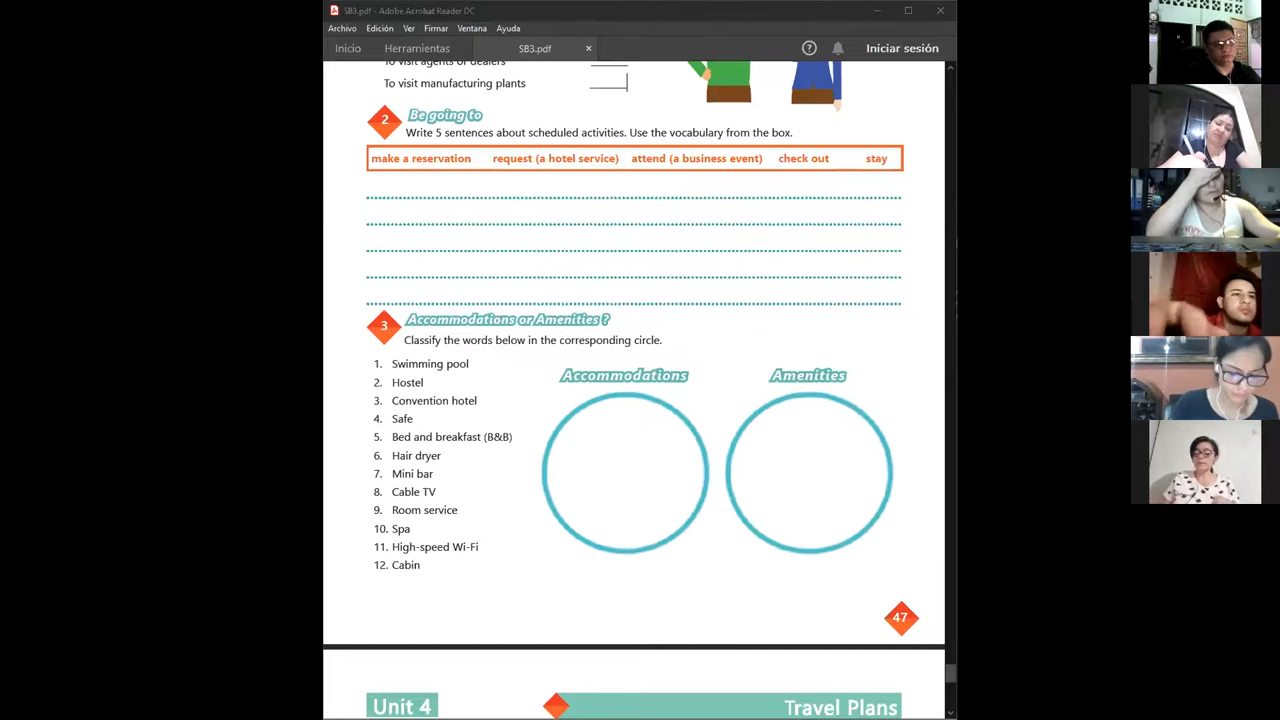 SB3.pdf - Adobe Acrobat Reader DC
Archivo Edición Ver Firmar Ventana Ayuda
Inicio Herramientas SB3.pdf × Iniciar sesión
To visit agents or dealers
To visit manufacturing plants
2 Be going to
Write 5 sentences about scheduled activities. Use the vocabulary from the box.
make a reservation request (a hotel service) attend (a business event) check out stay
3 Accommodations or Amenities ?
Classify the words below in the corresponding circle.
1. Swimming pool
2. Hostel
3. Convention hotel
4. Safe
5. Bed and breakfast (B&B)
6. Hair dryer
7. Mini bar
8. Cable TV
9. Room service
10. Spa
11. High-speed Wi-Fi
12. Cabin
Accommodations Amenities
47
Unit 4 Travel Plans